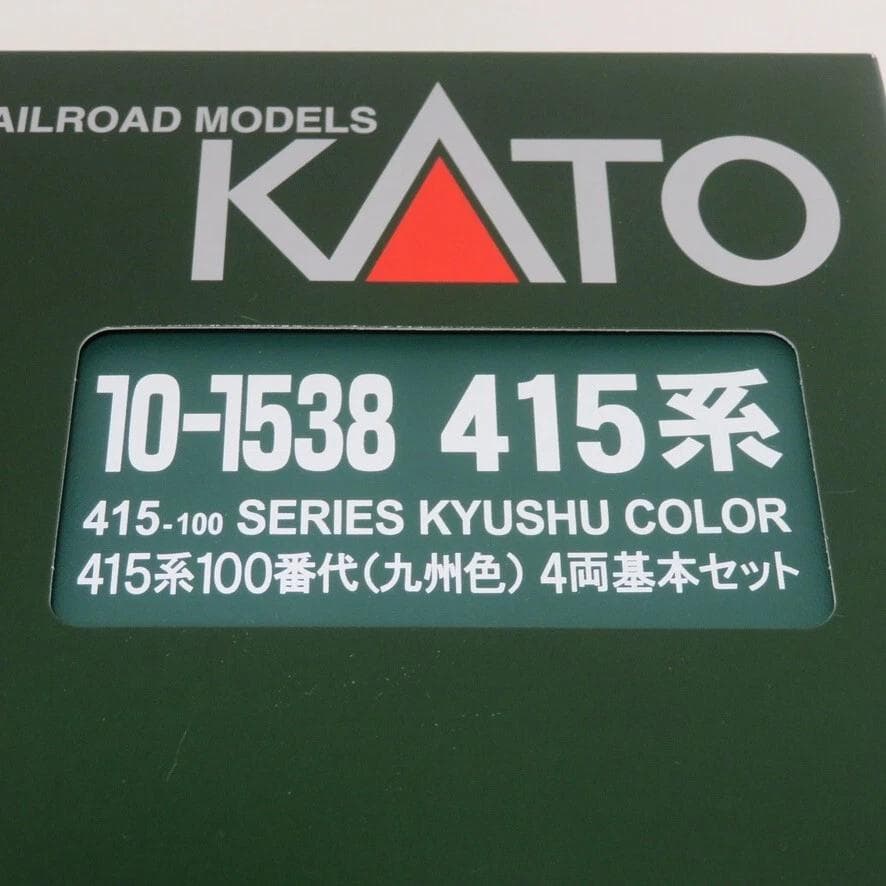 AILROAD MODELS
KATO
10-1538 415系
415-100 SERIES KYUSHU COLOR
415系100番代(九州色) 4両基本セット